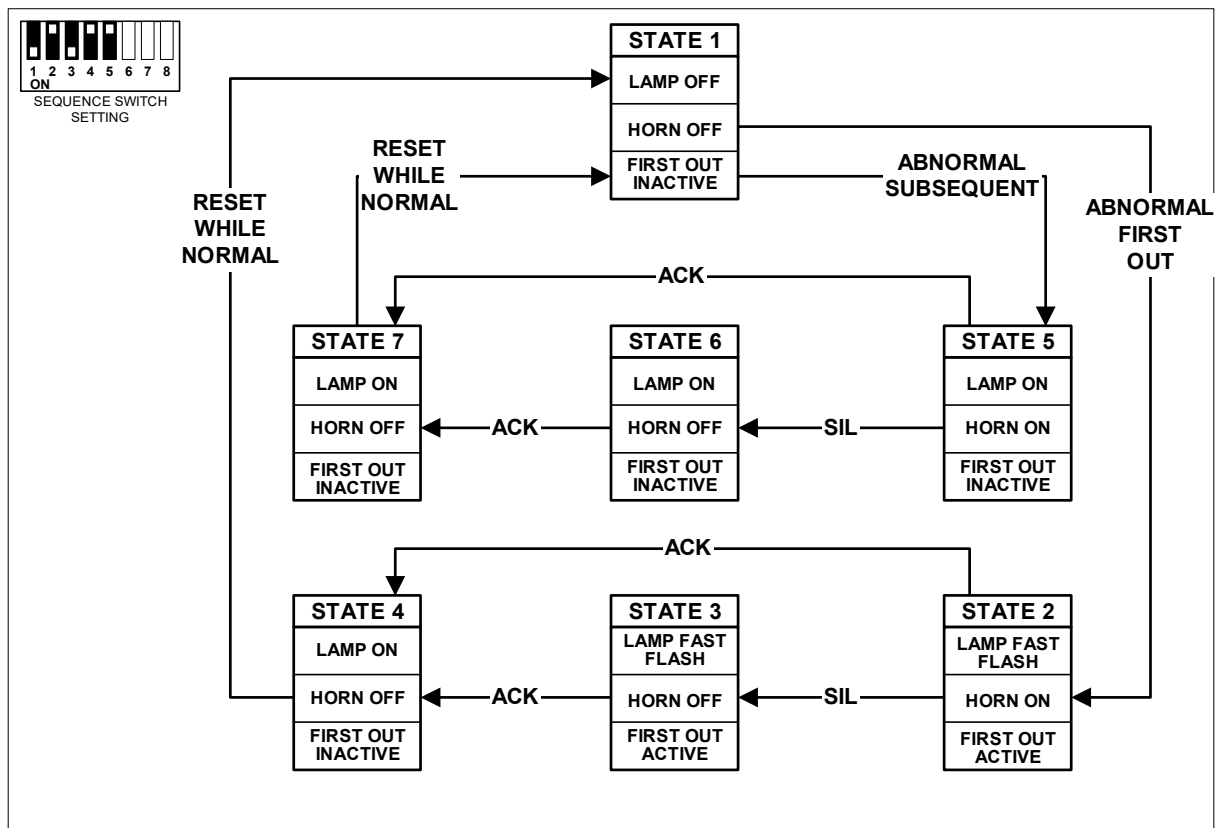 1 2 3 4 5 6 7 8
ON
SEQUENCE SWITCH
SETTING
STATE 1
LAMP OFF
HORN OFF
FIRST OUT
INACTIVE
RESET
WHILE
NORMAL
RESET
WHILE
NORMAL
ABNORMAL
SUBSEQUENT
ABNORMAL
FIRST
OUT
ACK
STATE 7
LAMP ON
HORN OFF
FIRST OUT
INACTIVE
ACK
STATE 6
LAMP ON
HORN OFF
FIRST OUT
INACTIVE
SIL
STATE 5
LAMP ON
HORN ON
FIRST OUT
INACTIVE
ACK
STATE 4
LAMP ON
HORN OFF
FIRST OUT
INACTIVE
ACK
STATE 3
LAMP FAST
FLASH
HORN OFF
FIRST OUT
ACTIVE
SIL
STATE 2
LAMP FAST
FLASH
HORN ON
FIRST OUT
ACTIVE